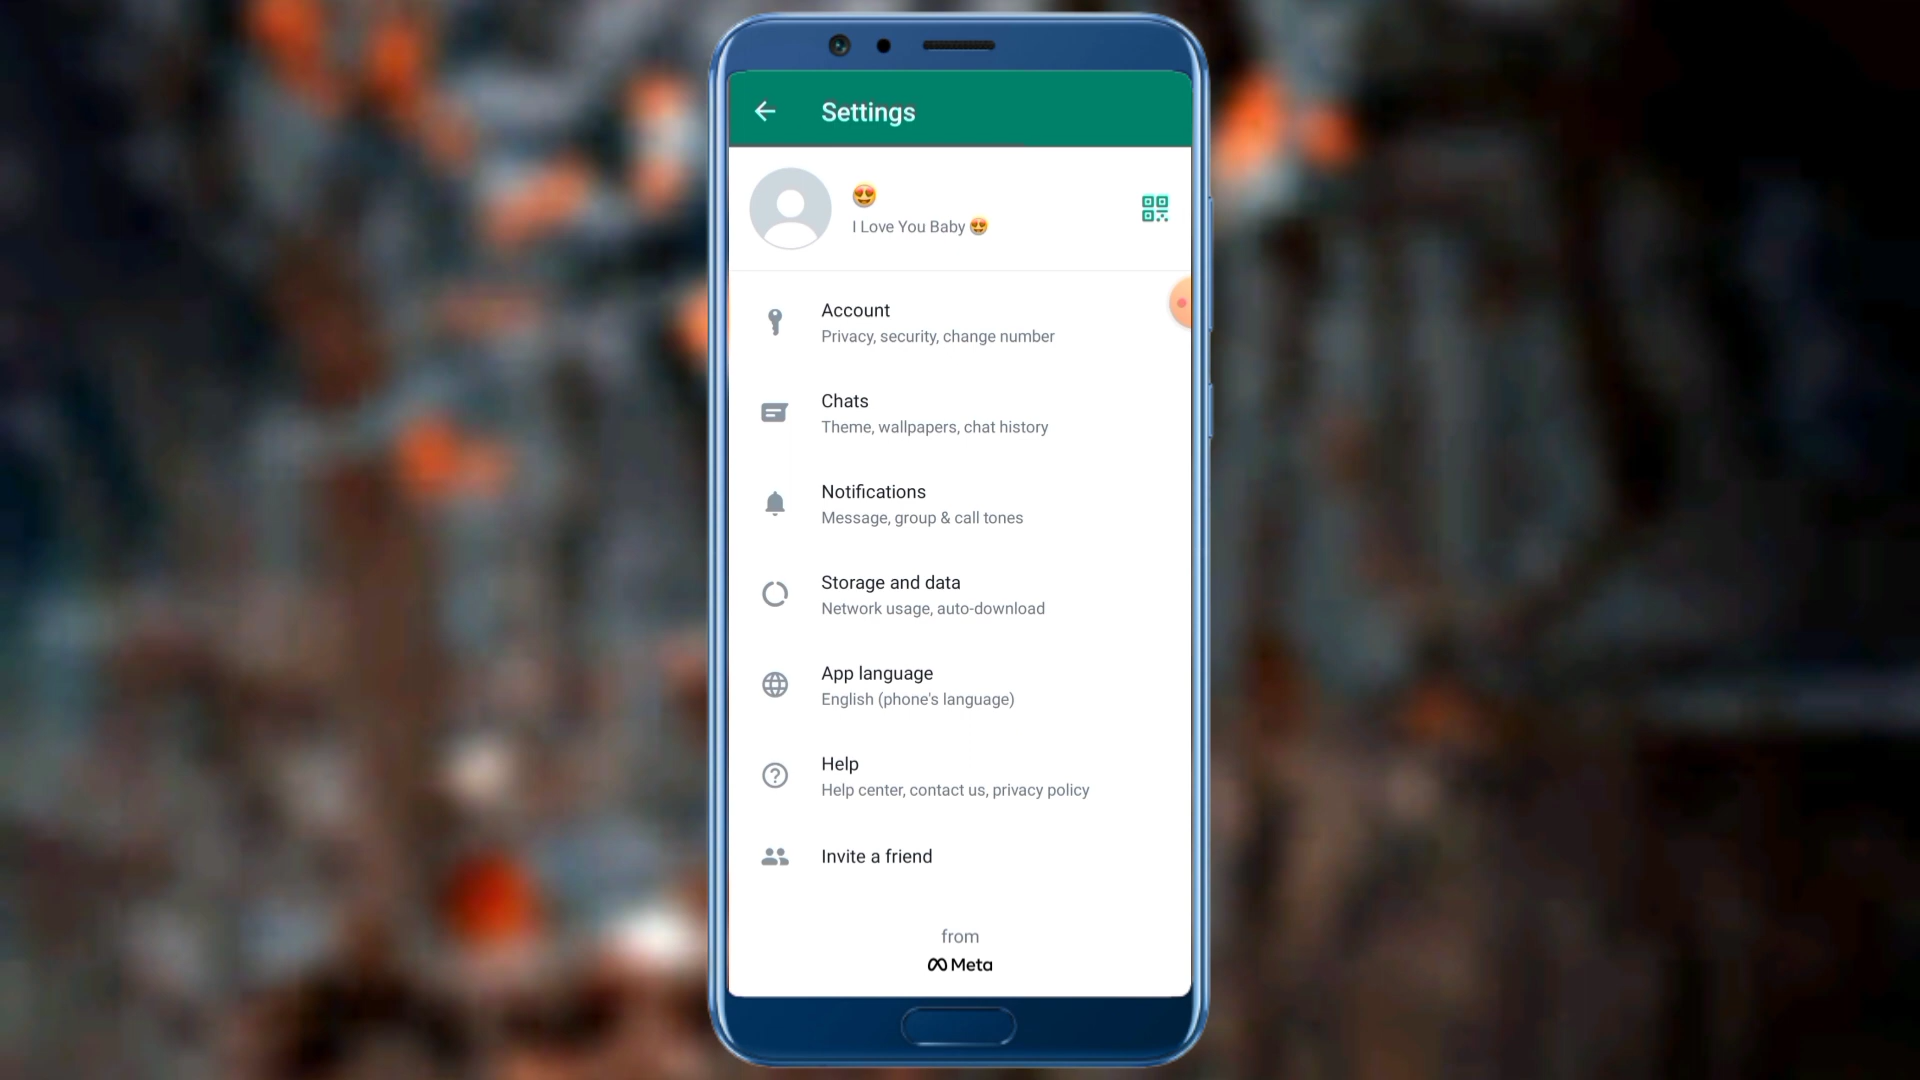 Settings
😍
I Love You Baby 😍
Account
Privacy, security, change number
Chats
Theme, wallpapers, chat history
Notifications
Message, group & call tones
Storage and data
Network usage, auto-download
App language
English (phone's language)
Help
Help center, contact us, privacy policy
Invite a friend
from
Meta